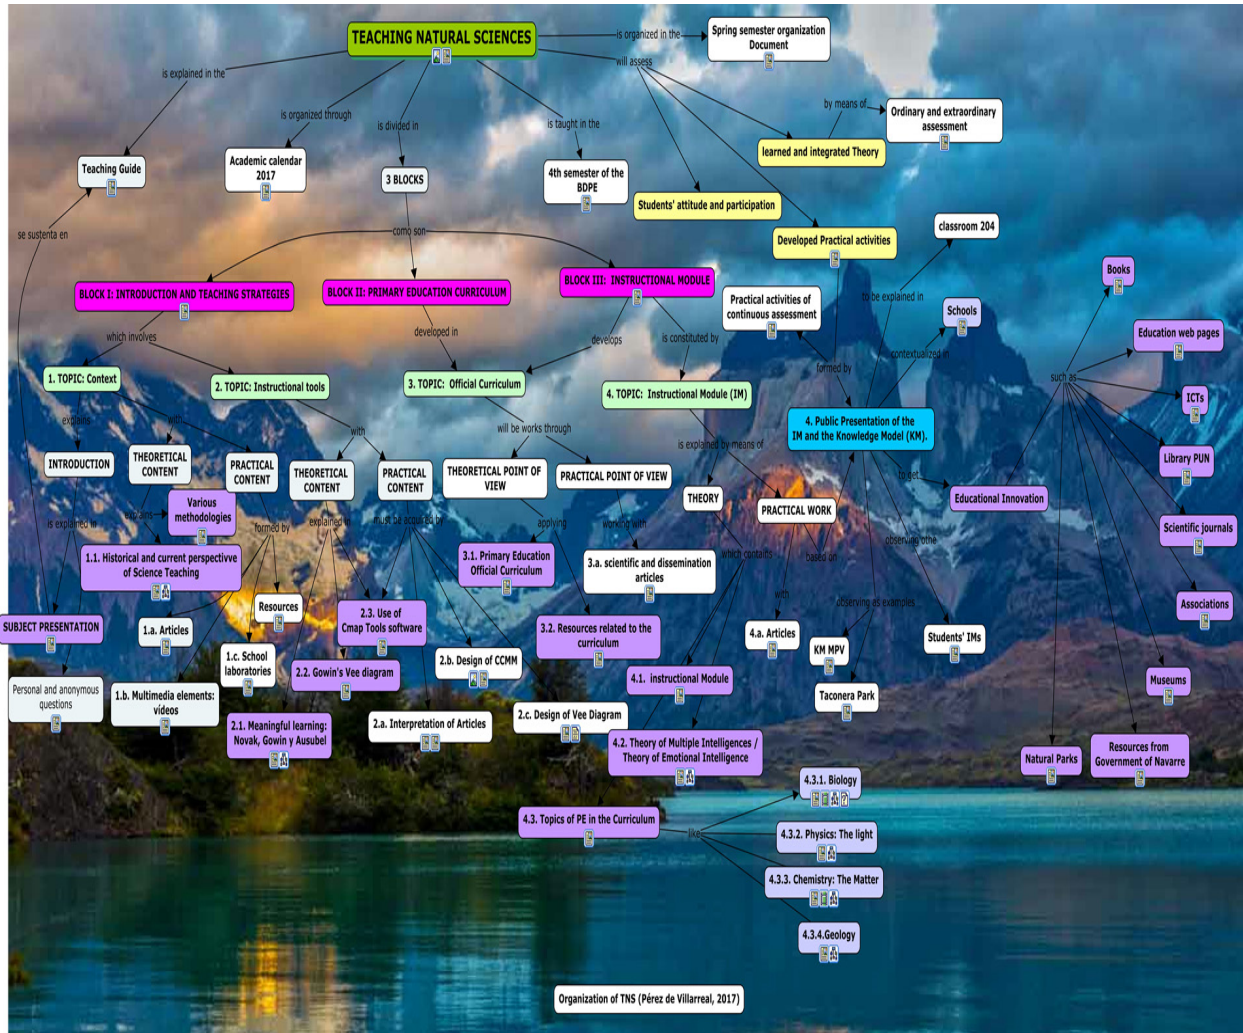 TEACHING NATURAL SCIENCES
is organized in the
Spring semester organization
Document
will assess
is explained in the
is organized through
is divided in
is taught in the
by means of
Ordinary and extraordinary
assessment
learned and integrated Theory
Teaching Guide
Academic calendar
2017
3 BLOCKS
4th semester of the
BDPE
Students' attitude and participation
Developed Practical activities
classroom 204
se sustenta en
como son
BLOCK I: INTRODUCTION AND TEACHING STRATEGIES
BLOCK II: PRIMARY EDUCATION CURRICULUM
BLOCK III: INSTRUCTIONAL MODULE
Practical activities of
continuous assessment
to be explained in
Schools
Books
which involves
developed in
develops
is constituted by
contextualized in
formed by
Education web pages
such as
1. TOPIC: Context
2. TOPIC: Instructional tools
3. TOPIC: Official Curriculum
4. TOPIC: Instructional Module (IM)
ICTs
4. Public Presentation of the
IM and the Knowledge Model (KM).
explains
with
with
will be works through
is explained by means of
INTRODUCTION
THEORETICAL
CONTENT
PRACTICAL
CONTENT
THEORETICAL
CONTENT
PRACTICAL
CONTENT
THEORETICAL POINT OF
VIEW
PRACTICAL POINT OF VIEW
Library PUN
to get
Educational Innovation
THEORY
PRACTICAL WORK
Various
methodologies
is explained in
explains
formed by
explained in
must be acquired by
applying
working with
which contains
based on
observing othe
Scientific journals
1.1. Historical and current perspectivve
of Science Teaching
3.1. Primary Education
Official Curriculum
3.a. scientific and dissemination
articles
with
observing as examples
Associations
SUBJECT PRESENTATION
1.a. Articles
Resources
2.3. Use of
Cmap Tools software
3.2. Resources related to the
curriculum
4.a. Articles
KM MPV
Students' IMs
1.c. School
laboratories
2.2. Gowin's Vee diagram
2.b. Design of CCMM
4.1. instructional Module
Taconera Park
Museums
Personal and anonymous
questions
1.b. Multimedia elements:
videos
2.1. Meaningful learning:
Novak, Gowin y Ausubel
2.a. Interpretation of Articles
2.c. Design of Vee Diagram
4.2. Theory of Multiple Intelligences /
Theory of Emotional Intelligence
Natural Parks
Resources from
Government of Navarre
4.3. Topics of PE in the Curriculum
like
4.3.1. Biology
4.3.2. Physics: The light
4.3.3. Chemistry: The Matter
4.3.4.Geology
Organization of TNS (Pérez de Villarreal, 2017)